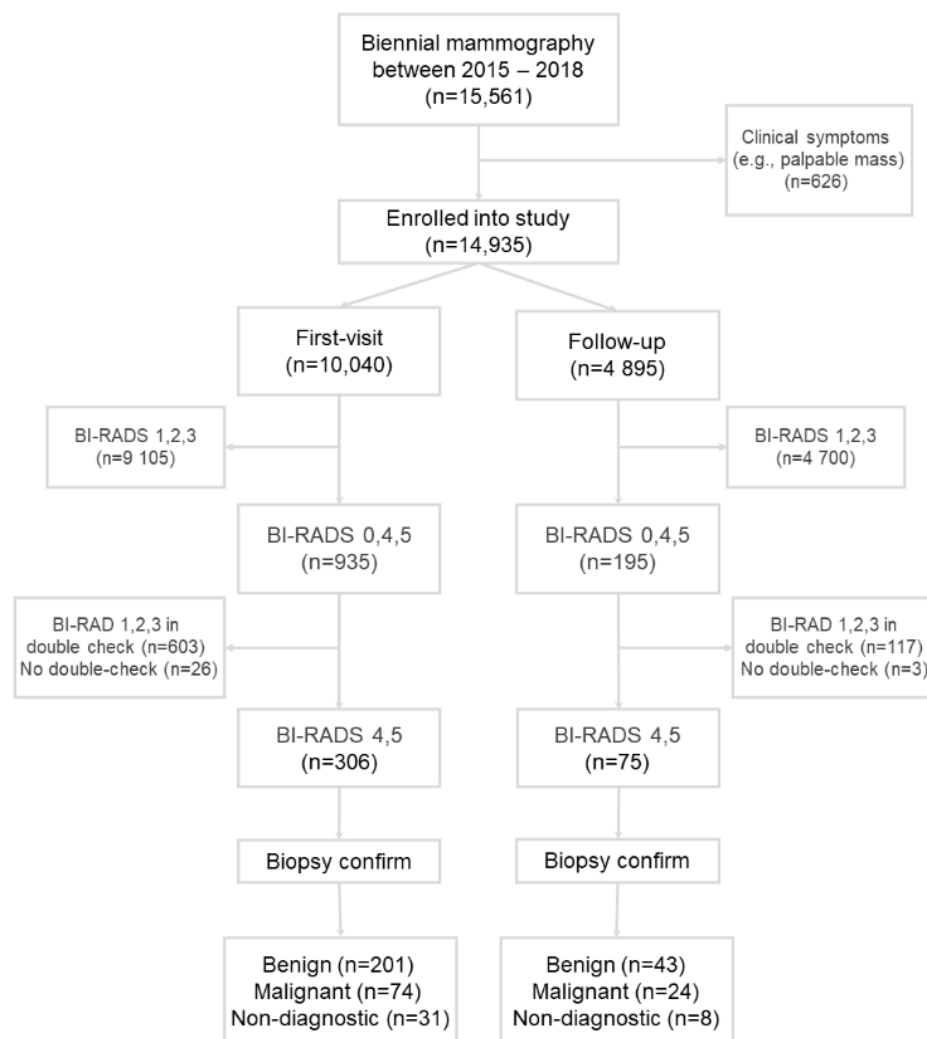 Biennial mammography
between 2015 – 2018
(n=15,561)
Clinical symptoms
(e.g., palpable mass)
(n=626)
Enrolled into study
(n=14,935)
First-visit
(n=10,040)
Follow-up
(n=4 895)
BI-RADS 1,2,3
(n=9 105)
BI-RADS 1,2,3
(n=4 700)
BI-RADS 0,4,5
(n=935)
BI-RADS 0,4,5
(n=195)
BI-RAD 1,2,3 in
double check (n=603)
No double-check (n=26)
BI-RAD 1,2,3 in
double check (n=117)
No double-check (n=3)
BI-RADS 4,5
(n=306)
BI-RADS 4,5
(n=75)
Biopsy confirm
Biopsy confirm
Benign (n=201)
Malignant (n=74)
Non-diagnostic (n=31)
Benign (n=43)
Malignant (n=24)
Non-diagnostic (n=8)